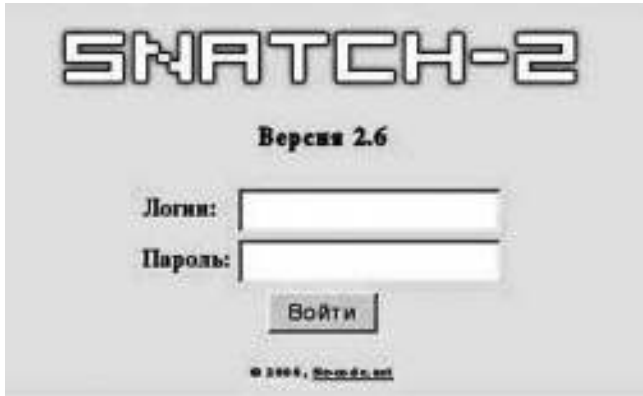 SNATCH-2
Версия 2.6
Логин:
Пароль:
Войти